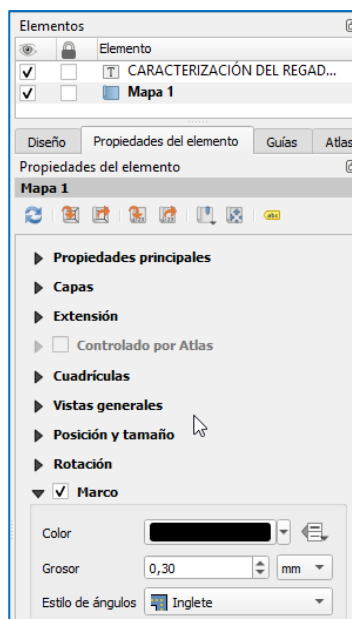 Elementos
Elemento
CARACTERIZACIÓN DEL REGAD...
Mapa 1
Diseño Propiedades del elemento Guías Atlas
Propiedades del elemento
Mapa 1
abc
Propiedades principales
Capas
Extensión
Controlado por Atlas
Cuadrículas
Vistas generales
Posición y tamaño
Rotación
Marco
Color
Grosor 0,30 mm
Estilo de ángulos Inglete